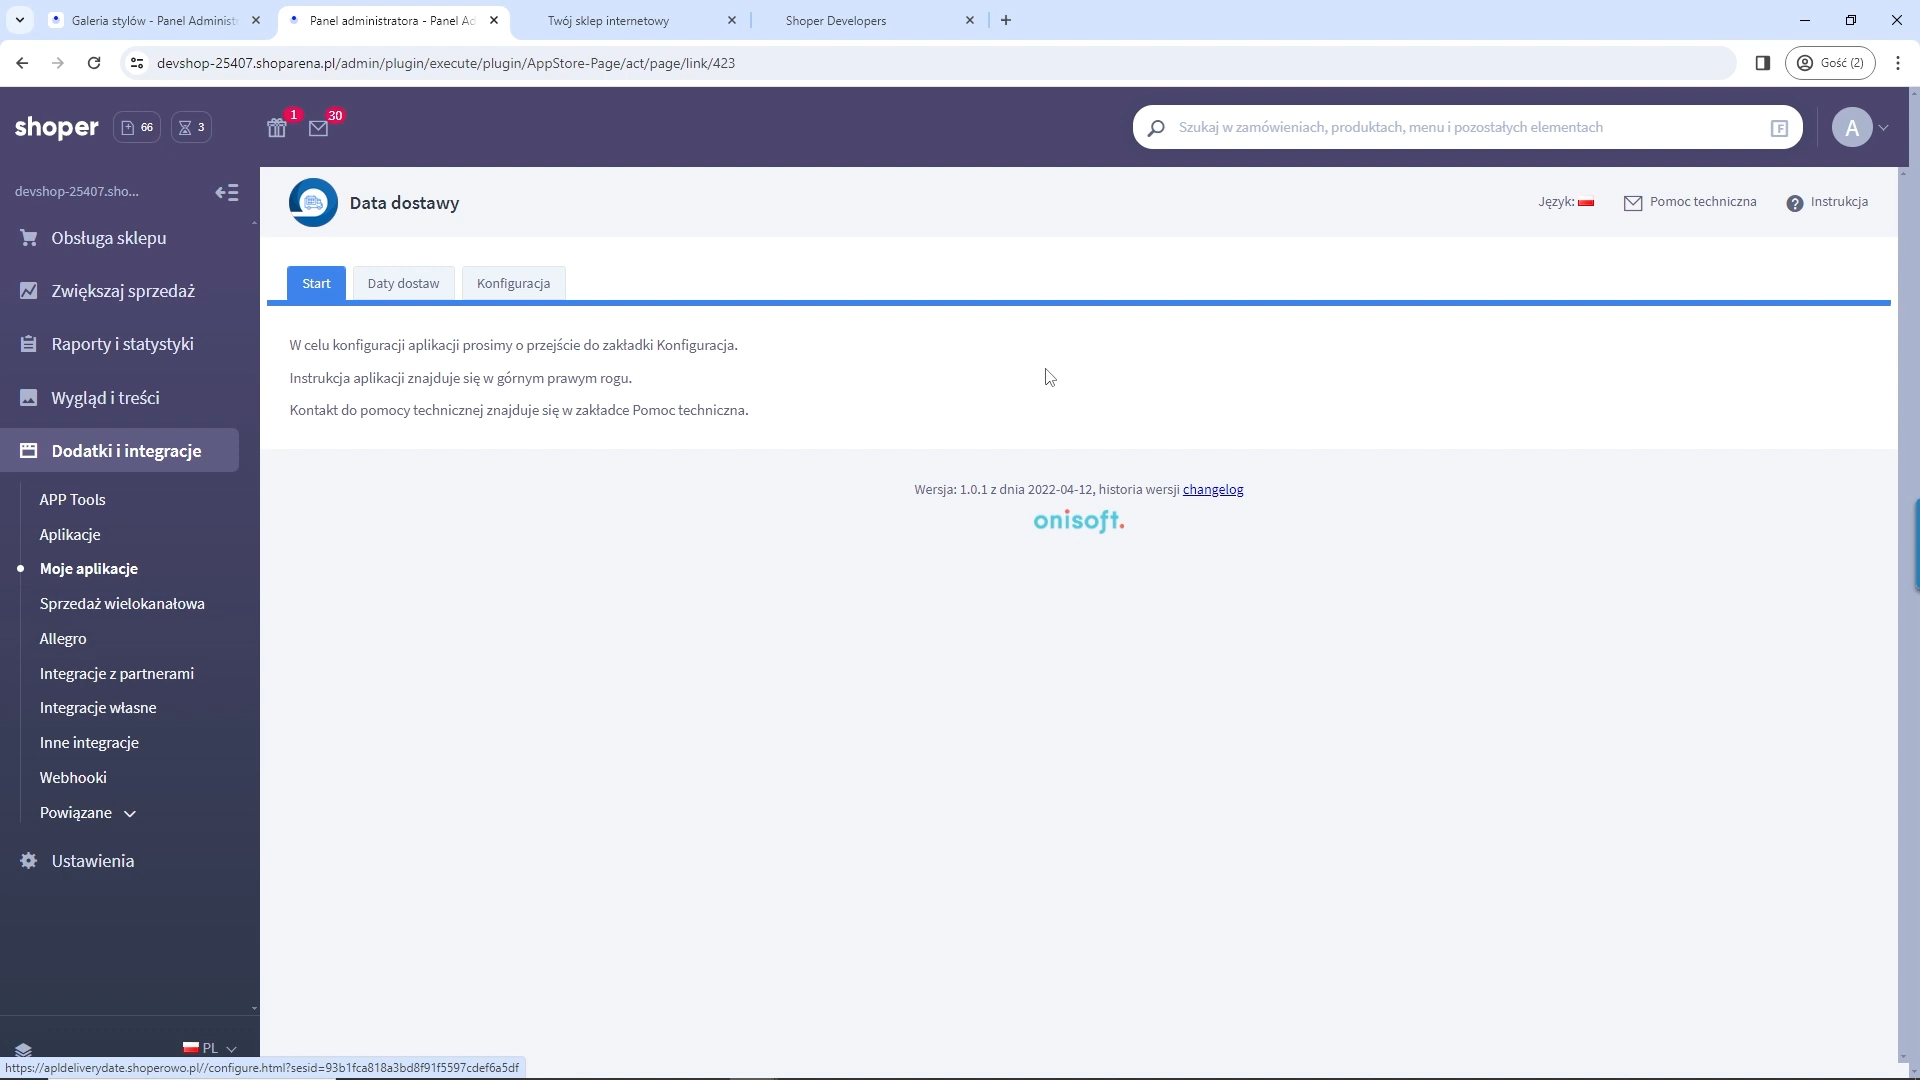 Galeria stylów - Panel Administr
Panel administratora - Panel Ad
Twój sklep internetowy
Shoper Developers
devshop-25407.shoparena.pl/admin/plugin/execute/plugin/AppStore-Page/act/page/link/423
Gość (2)
shoper
66
3
1
30
Szukaj w zamówieniach, produktach, menu i pozostałych elementach
F
A
devshop-25407.sho...
Obsługa sklepu
Zwiększaj sprzedaż
Raporty i statystyki
Wygląd i treści
Dodatki i integracje
APP Tools
Aplikacje
Moje aplikacje
Sprzedaż wielokanałowa
Allegro
Integracje z partnerami
Integracje własne
Inne integracje
Webhooki
Powiązane
Ustawienia
PL
Data dostawy
Język:
Pomoc techniczna
? Instrukcja
Start
Daty dostaw
Konfiguracja
W celu konfiguracji aplikacji prosimy o przejście do zakładki Konfiguracja.
Instrukcja aplikacji znajduje się w górnym prawym rogu.
Kontakt do pomocy technicznej znajduje się w zakładce Pomoc techniczna.
Wersja: 1.0.1 z dnia 2022-04-12, historia wersji changelog
onisoft.
https://apldeliverydate.shoperowo.pl//configure.html?sesid=93b1fca818a3bd8f91f5597cdef6a5df